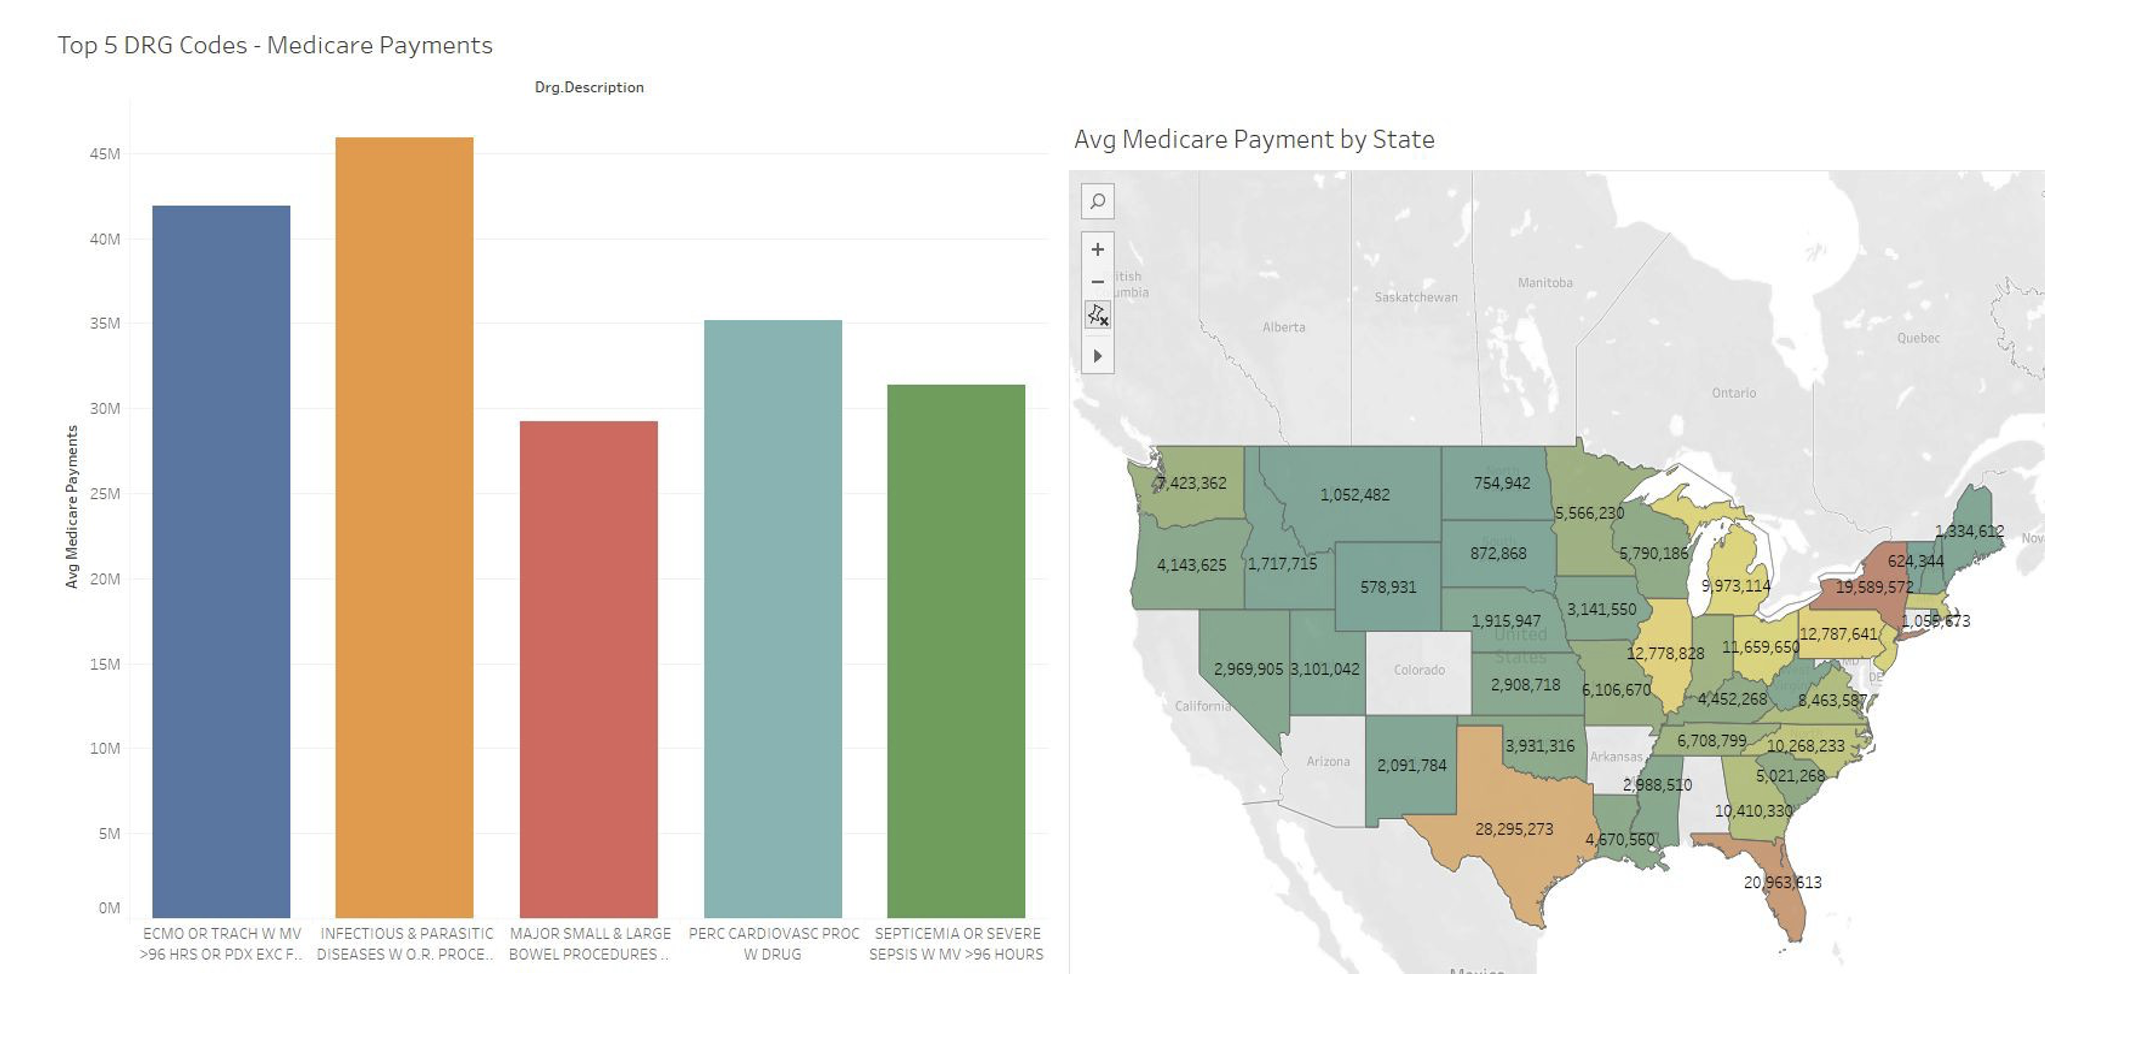 Top 5 DRG Codes - Medicare Payments
Drg.Description
Avg Medicare Payments
45M
40M
35M
30M
25M
20M
15M
10M
5M
0M
ECMO OR TRACH W MV
>96 HRS OR PDX EXC F..
INFECTIOUS & PARASITIC
DISEASES W O.R. PROCE..
MAJOR SMALL & LARGE
BOWEL PROCEDURES ..
PERC CARDIOVASC PROC
W DRUG
SEPTICEMIA OR SEVERE
SEPSIS W MV >96 HOURS
Avg Medicare Payment by State
+
−
itish
umbia
Alberta
Saskatchewan
Manitoba
Ontario
Quebec
Nov
7,423,362
1,052,482
North
754,942
5,566,230
1,334,612
4,143,625
1,717,715
578,931
South
872,868
5,790,186
9,973,114
624,344
19,589,572
3,141,550
1,915,947
United
States
1,055,673
12,787,641
11,659,650
12,778,828
2,969,905
3,101,042
Colorado
2,908,718
6,106,670
4,452,268
8,463,587
MD
DE
California
Arizona
2,091,784
3,931,316
Arkansas
6,708,799
10,268,233
2,988,510
5,021,268
10,410,330
28,295,273
4,670,560
20,963,613
Mexico